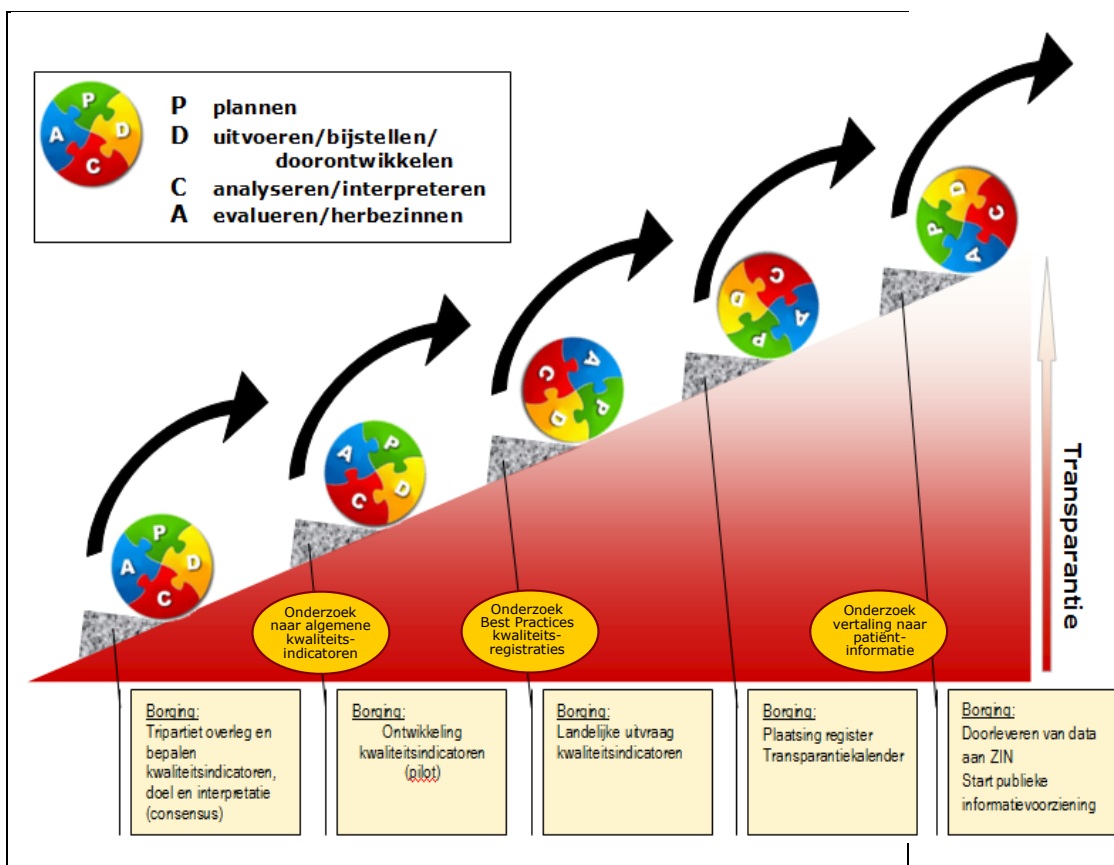 P
D
C
A
P plannen
D uitvoeren/bijstellen/
doorontwikkelen
C analyseren/interpreteren
A evalueren/herbezinnen
D
C
P
A
C
D
A
P
A
C
P
D
A
P
C
D
P
A
D
C
Transparantie
Onderzoek
naar algemene
kwaliteits-
indicatoren
Onderzoek
Best Practices
kwaliteits-
registraties
Onderzoek
vertaling naar
patiënt-
informatie
Borging:
Tripartiet overleg en
bepalen
kwaliteitsindicatoren,
doel en interpretatie
(consensus)
Borging:
Ontwikkeling
kwaliteitsindicatoren
(pilot)
Borging:
Landelijke uitvraag
kwaliteitsindicatoren
Borging:
Plaatsing register
Transparantiekalender
Borging:
Doorleveren van data
aan ZIN
Start publieke
informatievoorziening